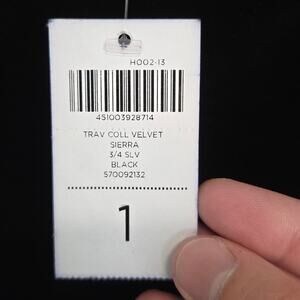 H002-13
451003928714
TRAV COLL VELVET
SIERRA
3/4 SLV
BLACK
570092132
1